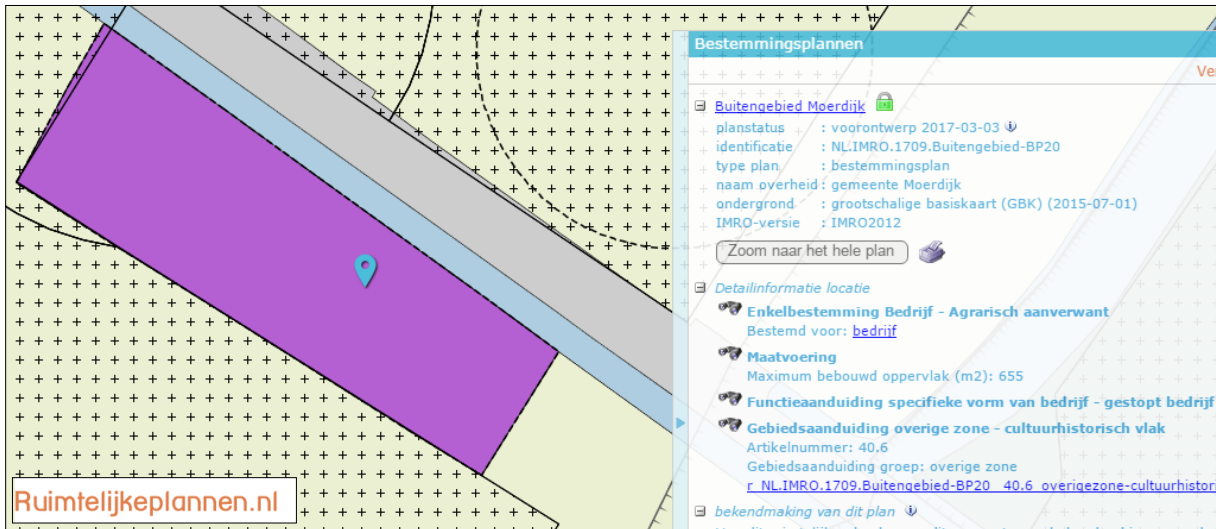 Bestemmingsplannen
Buitengebied Moerdijk
planstatus : voorontwerp 2017-03-03
identificatie : NL.IMRO.1709.Buitengebied-BP20
type plan : bestemmingsplan
naam overheid : gemeente Moerdijk
ondergrond : grootschalige basiskaart (GBK) (2015-07-01)
IMRO-versie : IMRO2012
Zoom naar het hele plan
Detailinformatie locatie
Enkelbestemming Bedrijf - Agrarisch aanverwant
Bestemd voor: bedrijf
Maatvoering
Maximum bebouwd oppervlak (m2): 655
Functieaanduiding specifieke vorm van bedrijf - gestopt bedrijf
Gebiedsaanduiding overige zone - cultuurhistorisch vlak
Artikelnummer: 40.6
Gebiedsaanduiding groep: overige zone
r_NL.IMRO.1709.Buitengebied-BP20_40.6_overigezone-cultuurhistori
bekendmaking van dit plan
Ruimtelijkeplannen.nl